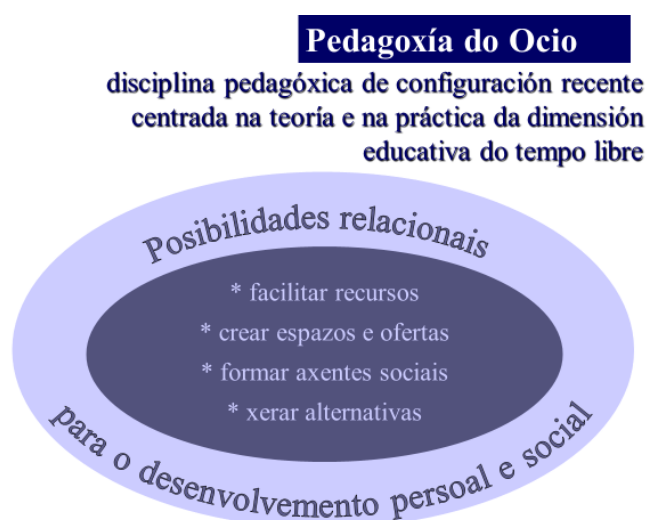 Pedagoxía do Ocio
disciplina pedagóxica de configuración recente
centrada na teoría e na práctica da dimensión
educativa do tempo libre
Posibilidades relacionais
* facilitar recursos
* crear espazos e ofertas
* formar axentes sociais
* xerar alternativas
para o desenvolvemento persoal e social